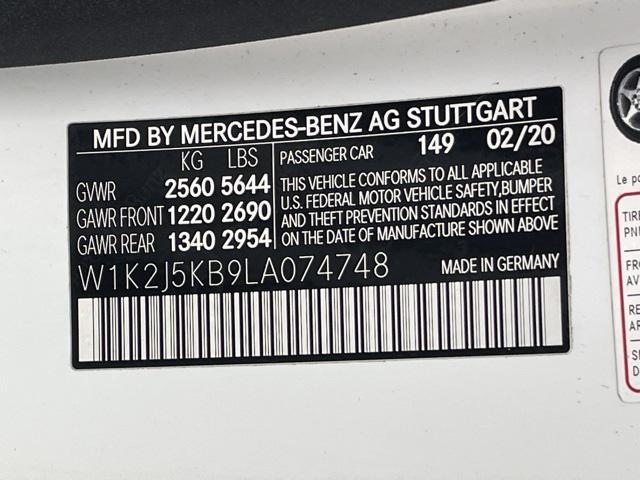 MFD BY MERCEDES-BENZ AG STUTTGART
KG LBS PASSENGER CAR 149 02/20
GVWR 2560 5644
GAWR FRONT 1220 2690
GAWR REAR 1340 2954
THIS VEHICLE CONFORMS TO ALL APPLICABLE
U.S. FEDERAL MOTOR VEHICLE SAFETY,BUMPER
AND THEFT PREVENTION STANDARDS IN EFFECT
ON THE DATE OF MANUFACTURE SHOWN ABOVE
W1K2J5KB9LA074748 MADE IN GERMANY
Le